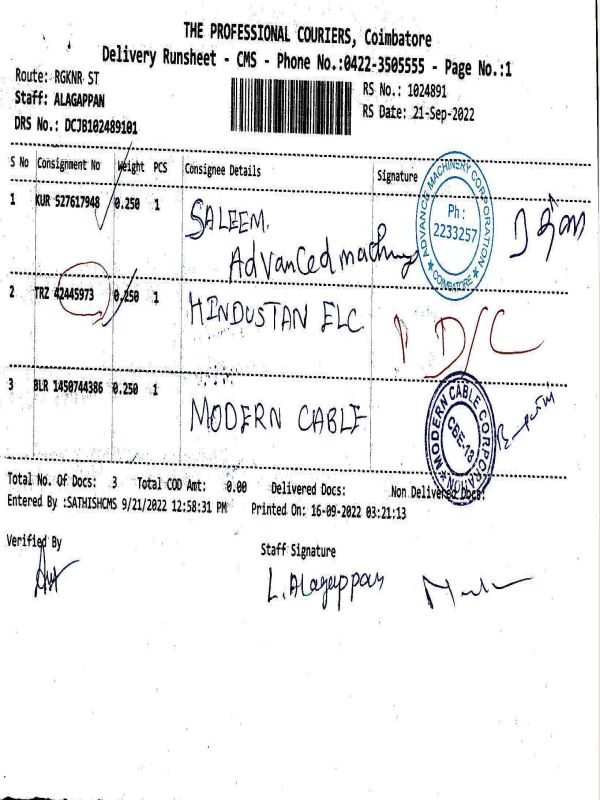 THE PROFESSIONAL COURIERS, Coimbatore
Delivery Runsheet - CMS - Phone No.:0422-3505555 - Page No.:1
Route: RGKNR ST
Staff: ALAGAPPAN
DRS No.: DCJB102489101
RS No.: 1024891
RS Date: 21-Sep-2022
S No Consignment No Weight PCS Consignee Details Signature
1 KUR 527617948 0.250 1 SALEEM.
Advanced machinery
ADVANCE MACHINERY CORPORATION
Ph :
2233257
COIMBATORE
2 TRZ 42445973 0.250 1 HINDUSTAN ELC.
D/C
3 BLR 1450744386 0.250 1 MODERN CABLE
MODERN CABLE CORPORATION
CBE-18
Total No. Of Docs: 3 Total COD Amt: 0.00 Delivered Docs: Non Delivered Docs:
Entered By :SATHISHCMS 9/21/2022 12:58:31 PM Printed On: 16-09-2022 03:21:13
Verified By
Staff Signature
L. Alagappan